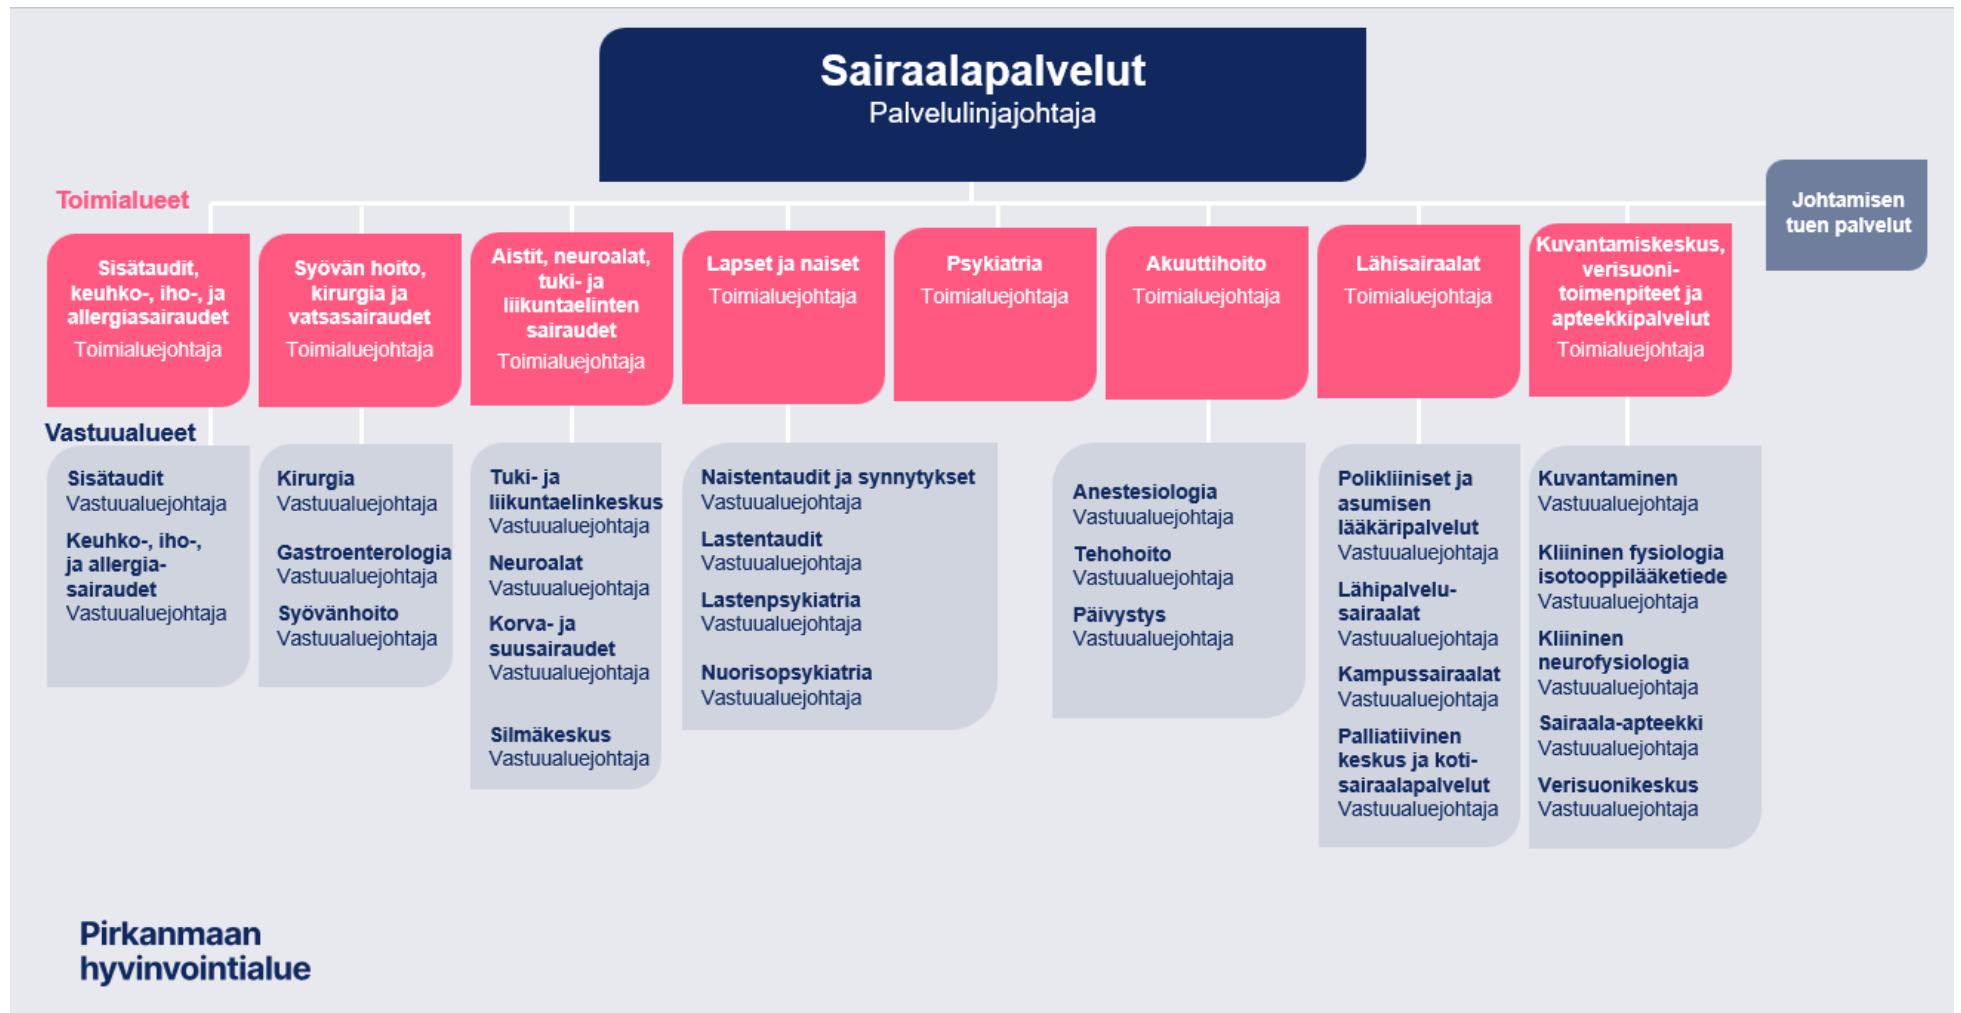 Sairaalapalvelut
Palvelulinjajohtaja
Johtamisen
tuen palvelut
Toimialueet
Sisätaudit,
keuhko-, iho-, ja
allergiasairaudet
Toimialuejohtaja
Syövän hoito,
kirurgia ja
vatsasairaudet
Toimialuejohtaja
Aistit, neuroalat,
tuki- ja
liikuntaelinten
sairaudet
Toimialuejohtaja
Lapset ja naiset
Toimialuejohtaja
Psykiatria
Toimialuejohtaja
Akuuttihoito
Toimialuejohtaja
Lähisairaalat
Toimialuejohtaja
Kuvantamiskeskus,
verisuoni-
toimenpiteet ja
apteekkipalvelut
Toimialuejohtaja
Vastuualueet
Sisätaudit
Vastuualuejohtaja
Keuhko-, iho-,
ja allergia-
sairaudet
Vastuualuejohtaja
Kirurgia
Vastuualuejohtaja
Gastroenterologia
Vastuualuejohtaja
Syövänhoito
Vastuualuejohtaja
Tuki- ja
liikuntaelinkeskus
Vastuualuejohtaja
Neuroalat
Vastuualuejohtaja
Korva- ja
suusairaudet
Vastuualuejohtaja
Silmäkeskus
Vastuualuejohtaja
Naistentaudit ja synnytykset
Vastuualuejohtaja
Lastentaudit
Vastuualuejohtaja
Lastenpsykiatria
Vastuualuejohtaja
Nuorisopsykiatria
Vastuualuejohtaja
Anestesiologia
Vastuualuejohtaja
Tehohoito
Vastuualuejohtaja
Päivystys
Vastuualuejohtaja
Polikliiniset ja
asumisen
lääkäripalvelut
Vastuualuejohtaja
Lähipalvelu-
sairaalat
Vastuualuejohtaja
Kampussairaalat
Vastuualuejohtaja
Palliatiivinen
keskus ja koti-
sairaalapalvelut
Vastuualuejohtaja
Kuvantaminen
Vastuualuejohtaja
Kliininen fysiologia
isotooppilääketiede
Vastuualuejohtaja
Kliininen
neurofysiologia
Vastuualuejohtaja
Sairaala-apteekki
Vastuualuejohtaja
Verisuonikeskus
Vastuualuejohtaja
Pirkanmaan
hyvinvointialue